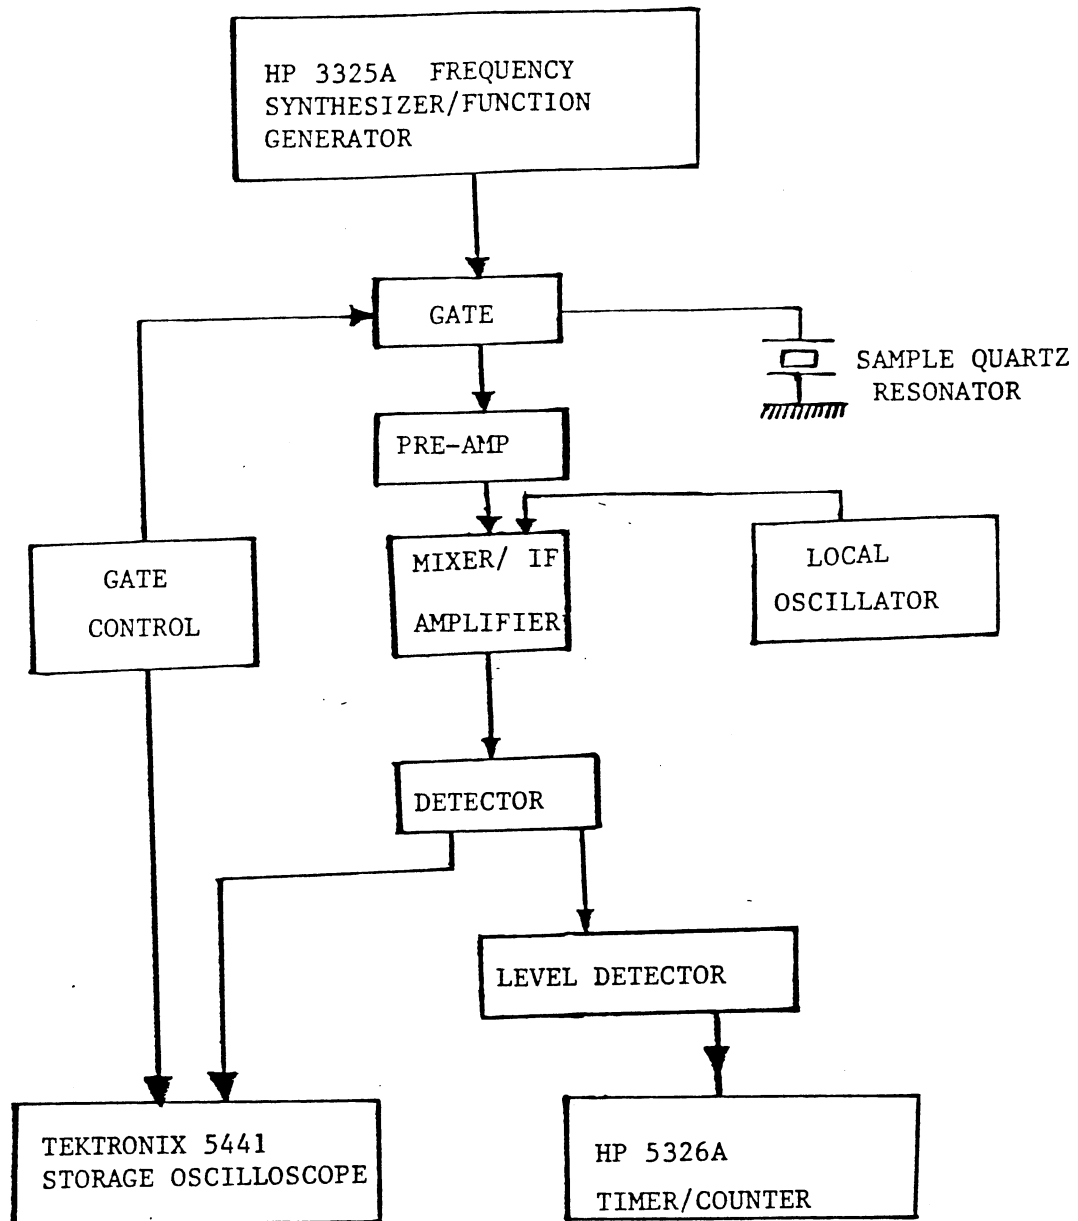 HP 3325A FREQUENCY
SYNTHESIZER/FUNCTION
GENERATOR
GATE
SAMPLE QUARTZ
RESONATOR
PRE-AMP
GATE
CONTROL
MIXER/ IF
AMPLIFIER
LOCAL
OSCILLATOR
DETECTOR
LEVEL DETECTOR
TEKTRONIX 5441
STORAGE OSCILLOSCOPE
HP 5326A
TIMER/COUNTER